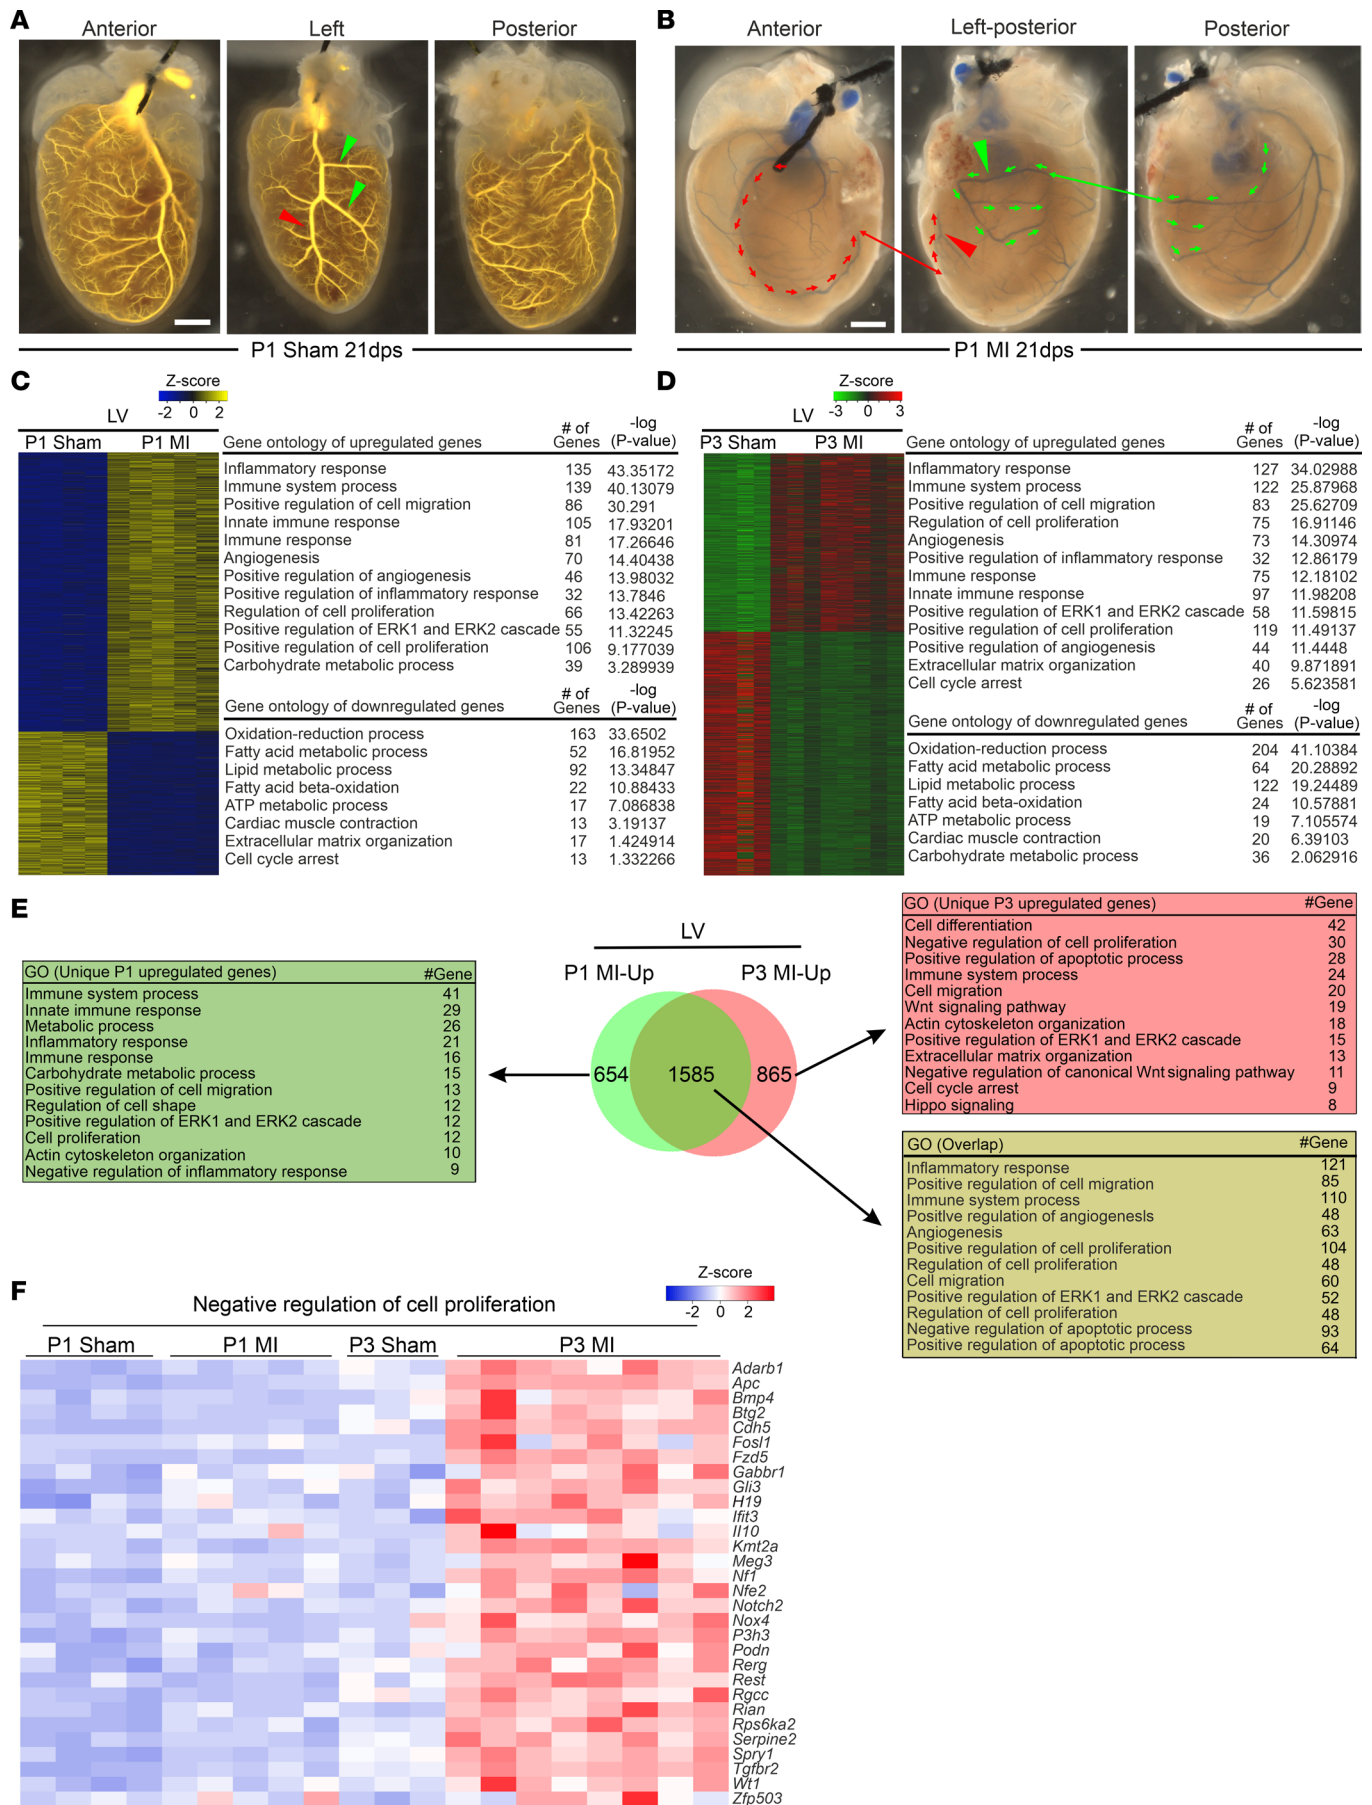 A
Anterior
Left
Posterior
P1 Sham 21dps
B
Anterior
Left-posterior
Posterior
P1 MI 21dps
C
Z-score
-2 0 2
LV
P1 Sham P1 MI
Gene ontology of upregulated genes # of Genes -log (P-value)
Inflammatory response 135 43.35172
Immune system process 139 40.13079
Positive regulation of cell migration 86 30.291
Innate immune response 105 17.93201
Immune response 81 17.26646
Angiogenesis 70 14.40438
Positive regulation of angiogenesis 46 13.98032
Positive regulation of inflammatory response 32 13.7846
Regulation of cell proliferation 66 13.42263
Positive regulation of ERK1 and ERK2 cascade 55 11.32245
Positive regulation of cell proliferation 106 9.177039
Carbohydrate metabolic process 39 3.289939
Gene ontology of downregulated genes # of Genes -log (P-value)
Oxidation-reduction process 163 33.6502
Fatty acid metabolic process 52 16.81952
Lipid metabolic process 92 13.34847
Fatty acid beta-oxidation 22 10.88433
ATP metabolic process 17 7.086838
Cardiac muscle contraction 13 3.19137
Extracellular matrix organization 17 1.424914
Cell cycle arrest 13 1.332266
D
Z-score
-3 0 3
LV
P3 Sham P3 MI
Gene ontology of upregulated genes # of Genes -log (P-value)
Inflammatory response 127 34.02988
Immune system process 122 25.87968
Positive regulation of cell migration 83 25.62709
Regulation of cell proliferation 75 16.91146
Angiogenesis 73 14.30974
Positive regulation of inflammatory response 32 12.86179
Immune response 75 12.18102
Innate immune response 97 11.98208
Positive regulation of ERK1 and ERK2 cascade 58 11.59815
Positive regulation of cell proliferation 119 11.49137
Positive regulation of angiogenesis 44 11.4448
Extracellular matrix organization 40 9.871891
Cell cycle arrest 26 5.623581
Gene ontology of downregulated genes # of Genes -log (P-value)
Oxidation-reduction process 204 41.10384
Fatty acid metabolic process 64 20.28892
Lipid metabolic process 122 19.24489
Fatty acid beta-oxidation 24 10.57881
ATP metabolic process 19 7.105574
Cardiac muscle contraction 20 6.39103
Carbohydrate metabolic process 36 2.062916
E
GO (Unique P1 upregulated genes) #Gene
Immune system process 41
Innate immune response 29
Metabolic process 26
Inflammatory response 21
Immune response 16
Carbohydrate metabolic process 15
Positive regulation of cell migration 13
Regulation of cell shape 12
Positive regulation of ERK1 and ERK2 cascade 12
Cell proliferation 12
Actin cytoskeleton organization 10
Negative regulation of inflammatory response 9
LV
P1 MI-Up P3 MI-Up
654 1585 865
GO (Unique P3 upregulated genes) #Gene
Cell differentiation 42
Negative regulation of cell proliferation 30
Positive regulation of apoptotic process 28
Immune system process 24
Cell migration 20
Wnt signaling pathway 19
Actin cytoskeleton organization 18
Positive regulation of ERK1 and ERK2 cascade 15
Extracellular matrix organization 13
Negative regulation of canonical Wnt signaling pathway 11
Cell cycle arrest 9
Hippo signaling 8
GO (Overlap) #Gene
Inflammatory response 121
Positive regulation of cell migration 85
Immune system process 110
Positlve regulation of angiogenesls 48
Angiogenesis 63
Positive regulation of cell proliferation 104
Regulation of cell proliferation 48
Cell migration 60
Positive regulation of ERK1 and ERK2 cascade 52
Regulation of cell proliferation 48
Negative regulation of apoptotic process 93
Positive regulation of apoptotic process 64
F
Z-score
-2 0 2
Negative regulation of cell proliferation
P1 Sham P1 MI P3 Sham P3 MI
Adarb1
Apc
Bmp4
Btg2
Cdh5
Fosl1
Fzd5
Gabbr1
Gli3
H19
Ifit3
Il10
Kmt2a
Meg3
Nf1
Nfe2
Notch2
Nox4
P3h3
Podn
Rerg
Rest
Rgcc
Rian
Rps6ka2
Serpine2
Spry1
Tgfbr2
Wt1
Zfp503